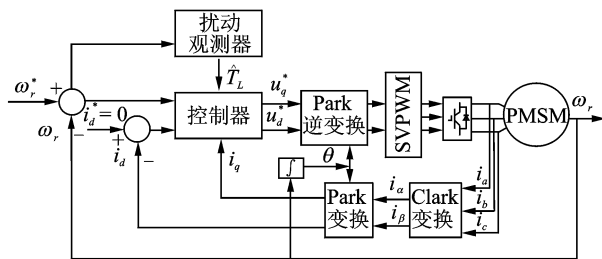 扰动
观测器
ω_r^* +
i_d^* = 0
T̂_L
控制器
u_q^*
u_d^*
Park
逆变换
SVPWM
PMSM
ω_r
ω_r −
+
i_d
−
i_q
∫
θ
Park
变换
i_α
i_β
Clark
变换
i_a
i_b
i_c